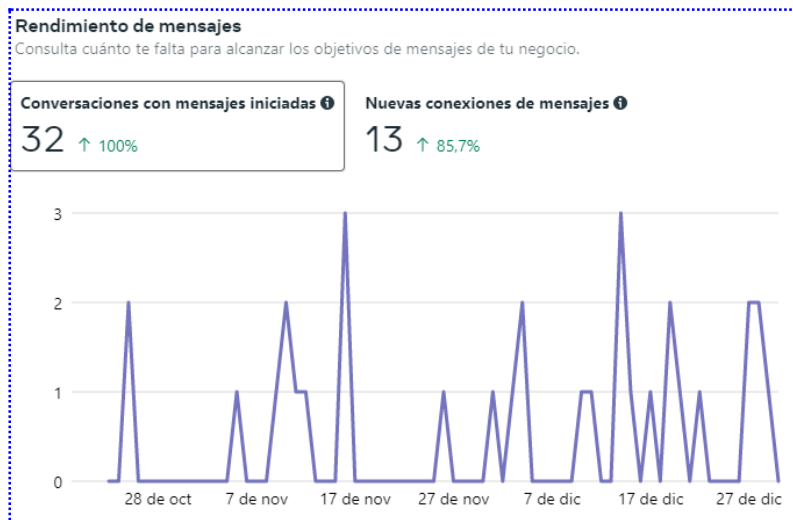 Rendimiento de mensajes
Consulta cuánto te falta para alcanzar los objetivos de mensajes de tu negocio.
Conversaciones con mensajes iniciadas
32 ↑ 100%
Nuevas conexiones de mensajes
13 ↑ 85,7%
3
2
1
0
28 de oct 7 de nov 17 de nov 27 de nov 7 de dic 17 de dic 27 de dic